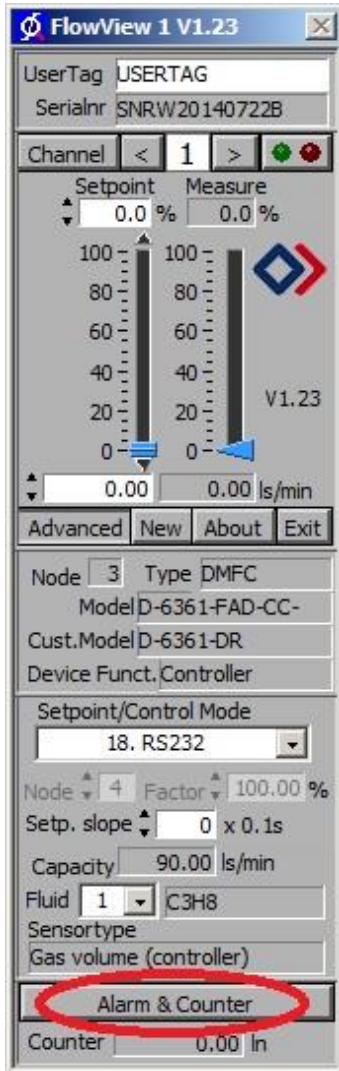 FlowView 1 V1.23
UserTag USERTAG
Serialnr SNRW20140722B
Channel < 1 >
Setpoint Measure
0.0 % 0.0 %
100 100
80 80
60 60
40 40
V1.23
20 20
0 0
0.00 0.00 ls/min
Advanced New About Exit
Node 3 Type DMFC
Model D-6361-FAD-CC-
Cust.Model D-6361-DR
Device Funct. Controller
Setpoint/Control Mode
18. RS232
Node 4 Factor 100.00 %
Setp. slope 0 x 0.1s
Capacity 90.00 ls/min
Fluid 1 C3H8
Sensortype
Gas volume (controller)
Alarm & Counter
Counter 0.00 ln